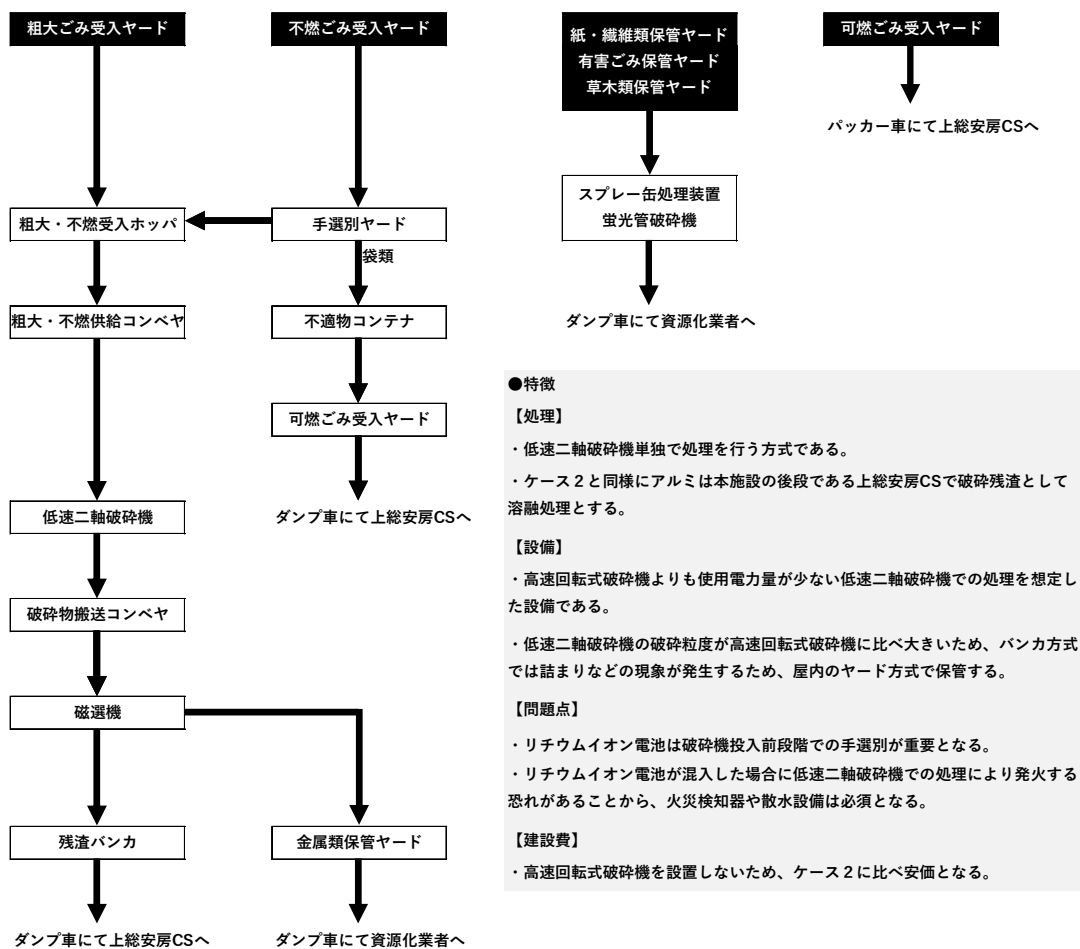 粗大ごみ受入ヤード
不燃ごみ受入ヤード
紙・繊維類保管ヤード
有害ごみ保管ヤード
草木類保管ヤード
可燃ごみ受入ヤード
パッカー車にて上総安房CSへ
スプレー缶処理装置
蛍光管破砕機
粗大・不燃受入ホッパ
手選別ヤード
袋類
粗大・不燃供給コンベヤ
不適物コンテナ
ダンプ車にて資源化業者へ
可燃ごみ受入ヤード
低速二軸破砕機
ダンプ車にて上総安房CSへ
破砕物搬送コンベヤ
磁選機
残渣バンカ
金属類保管ヤード
ダンプ車にて上総安房CSへ
ダンプ車にて資源化業者へ
●特徴
【処理】
・低速二軸破砕機単独で処理を行う方式である。
・ケース2と同様にアルミは本施設の後段である上総安房CSで破砕残渣として
溶融処理とする。
【設備】
・高速回転式破砕機よりも使用電力量が少ない低速二軸破砕機での処理を想定し
た設備である。
・低速二軸破砕機の破砕粒度が高速回転式破砕機に比べ大きいため、バンカ方式
では詰まりなどの現象が発生するため、屋内のヤード方式で保管する。
【問題点】
・リチウムイオン電池は破砕機投入前段階での手選別が重要となる。
・リチウムイオン電池が混入した場合に低速二軸破砕機での処理により発火する
恐れがあることから、火災検知器や散水設備は必須となる。
【建設費】
・高速回転式破砕機を設置しないため、ケース2に比べ安価となる。